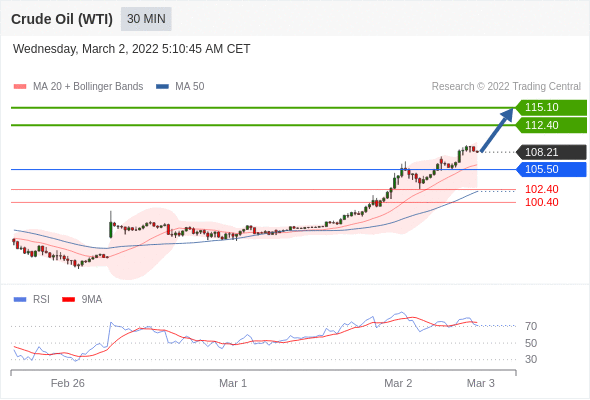 Crude Oil (WTI) 30 MIN
Wednesday, March 2, 2022 5:10:45 AM CET
MA 20 + Bollinger Bands MA 50 Research © 2022 Trading Central
115.10
112.40
108.21
105.50
102.40
100.40
RSI 9MA
70
50
30
Feb 26 Mar 1 Mar 2 Mar 3